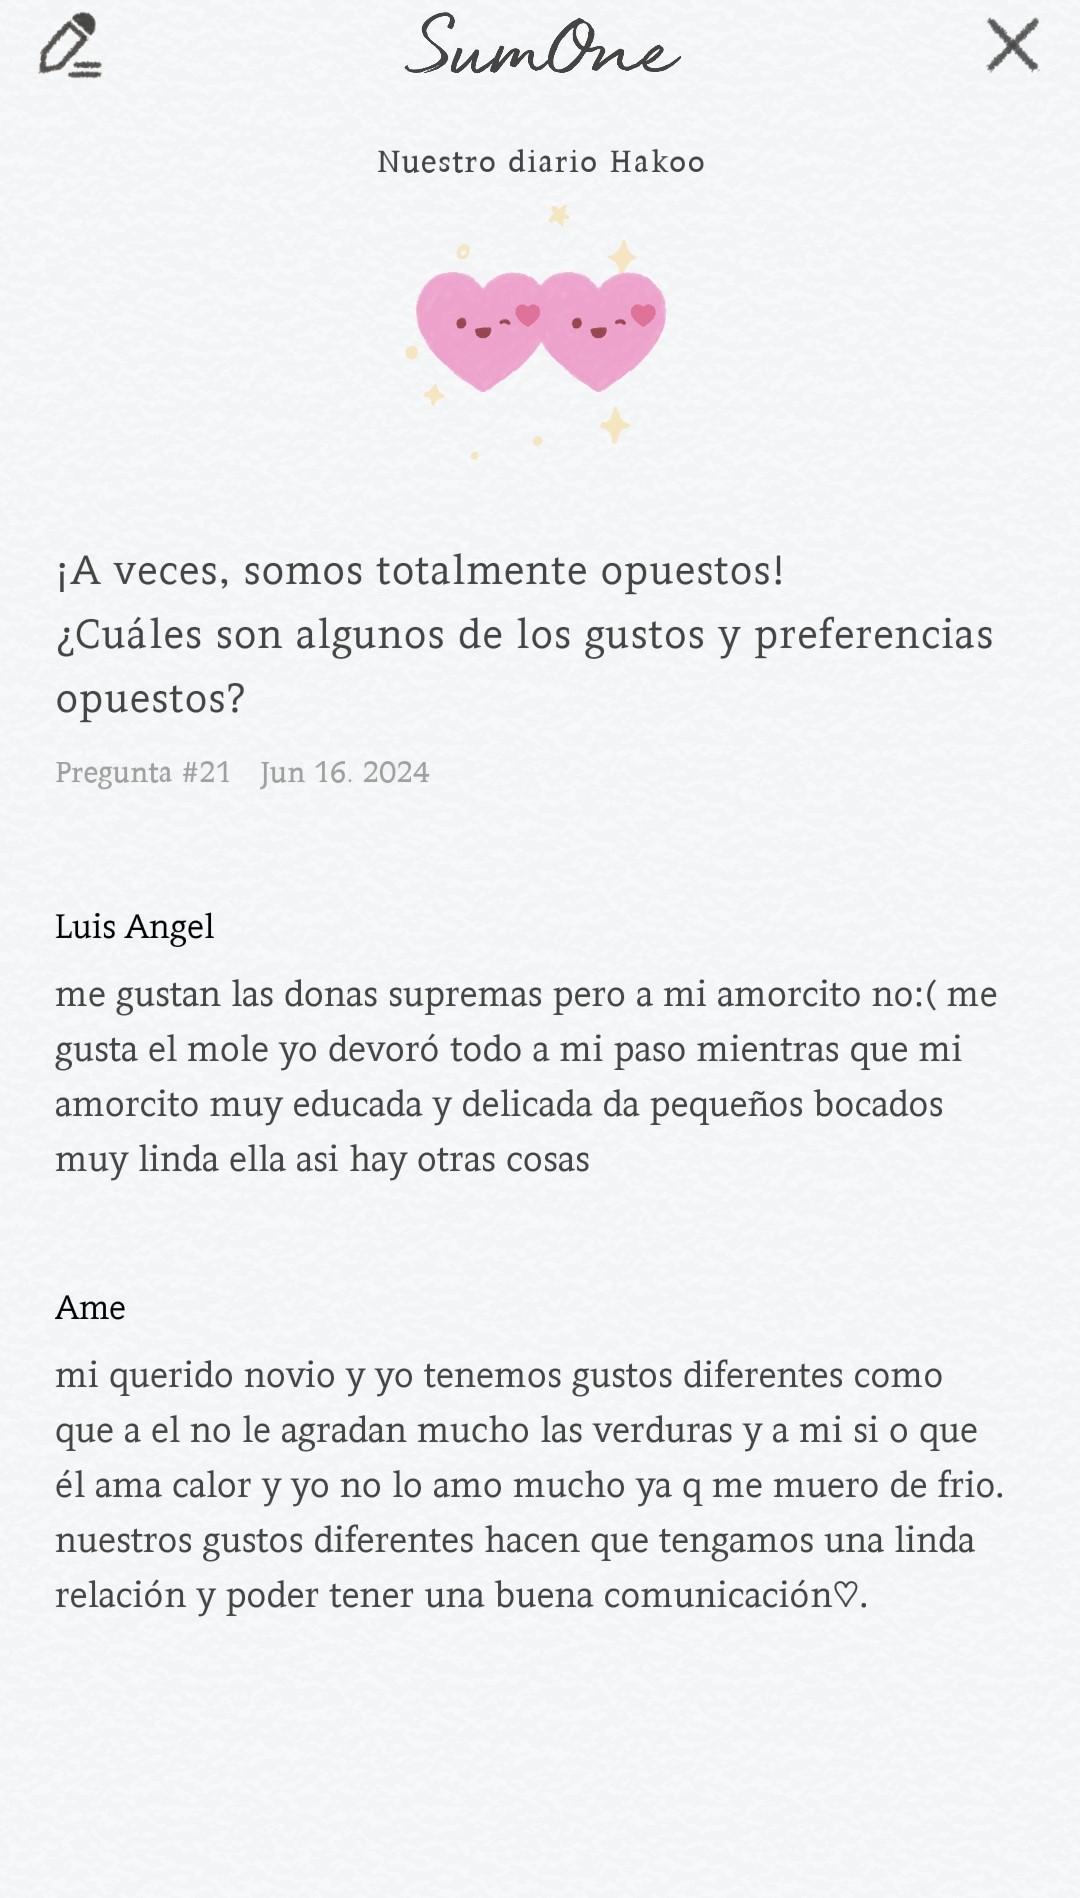 SumOne
Nuestro diario Hakoo
¡A veces, somos totalmente opuestos!
¿Cuáles son algunos de los gustos y preferencias
opuestos?
Pregunta #21 Jun 16. 2024
Luis Angel
me gustan las donas supremas pero a mi amorcito no:( me
gusta el mole yo devoró todo a mi paso mientras que mi
amorcito muy educada y delicada da pequeños bocados
muy linda ella asi hay otras cosas
Ame
mi querido novio y yo tenemos gustos diferentes como
que a el no le agradan mucho las verduras y a mi si o que
él ama calor y yo no lo amo mucho ya q me muero de frio.
nuestros gustos diferentes hacen que tengamos una linda
relación y poder tener una buena comunicación♡.